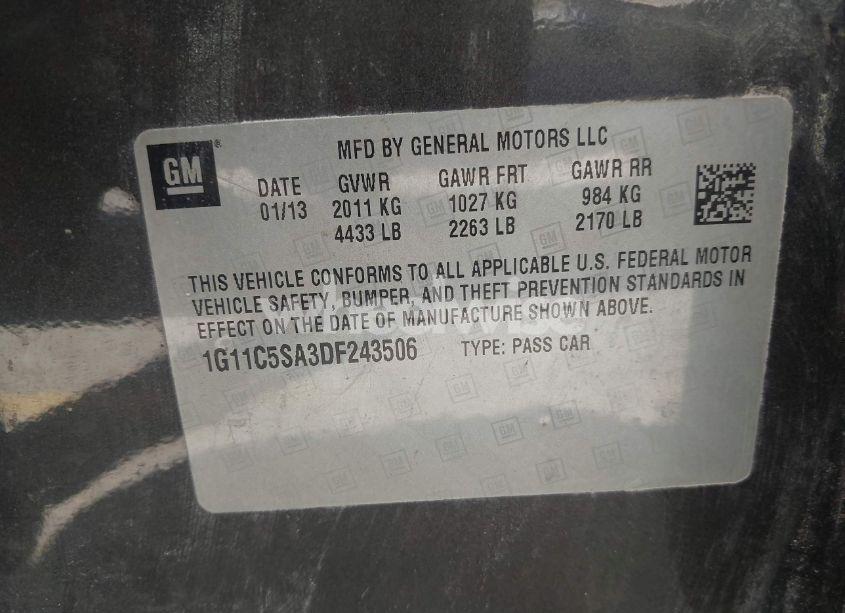 GM®
MFD BY GENERAL MOTORS LLC
DATE GVWR GAWR FRT GAWR RR
01/13 2011 KG 1027 KG 984 KG
4433 LB 2263 LB 2170 LB
THIS VEHICLE CONFORMS TO ALL APPLICABLE U.S. FEDERAL MOTOR
VEHICLE SAFETY, BUMPER, AND THEFT PREVENTION STANDARDS IN
EFFECT ON THE DATE OF MANUFACTURE SHOWN ABOVE.
1G11C5SA3DF243506 TYPE: PASS CAR